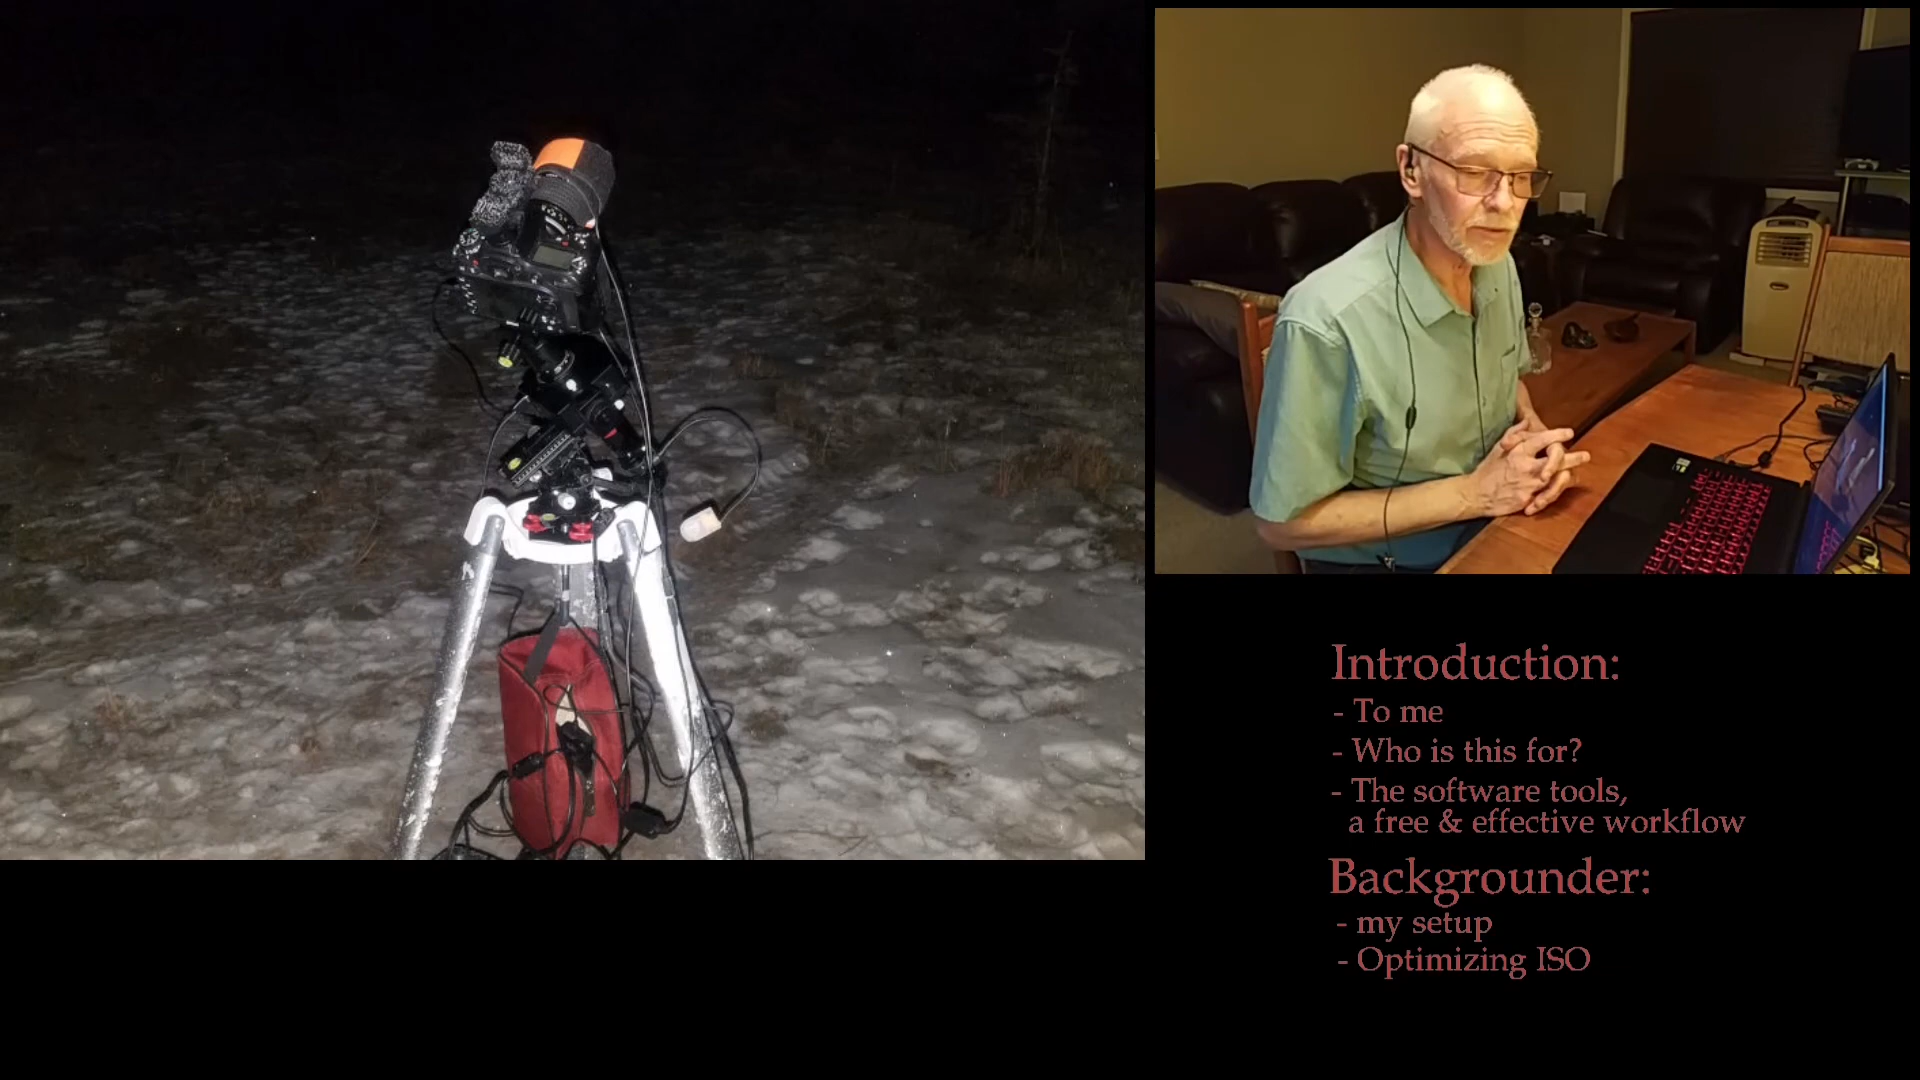 Introduction:
- To me
- Who is this for?
- The software tools,
a free & effective workflow
Backgrounder:
- my setup
- Optimizing ISO